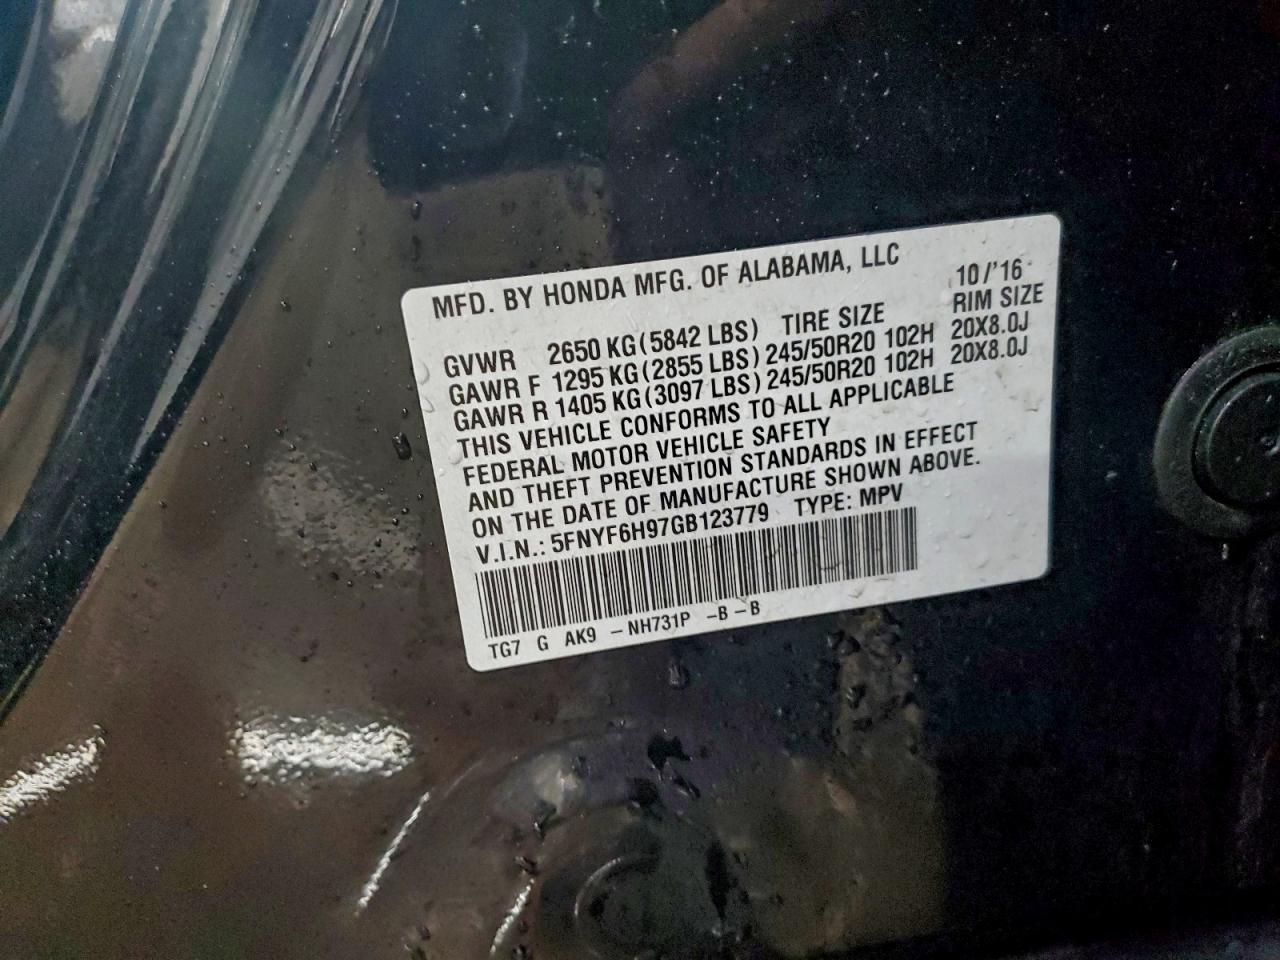 MFD. BY HONDA MFG. OF ALABAMA, LLC 10/'16
GVWR 2650 KG (5842 LBS) TIRE SIZE RIM SIZE
GAWR F 1295 KG (2855 LBS) 245/50R20 102H 20X8.0J
GAWR R 1405 KG (3097 LBS) 245/50R20 102H 20X8.0J
THIS VEHICLE CONFORMS TO ALL APPLICABLE
FEDERAL MOTOR VEHICLE SAFETY
AND THEFT PREVENTION STANDARDS IN EFFECT
ON THE DATE OF MANUFACTURE SHOWN ABOVE.
V.I.N.: 5FNYF6H97GB123779 TYPE: MPV
TG7 G AK9 –NH731P –B–B